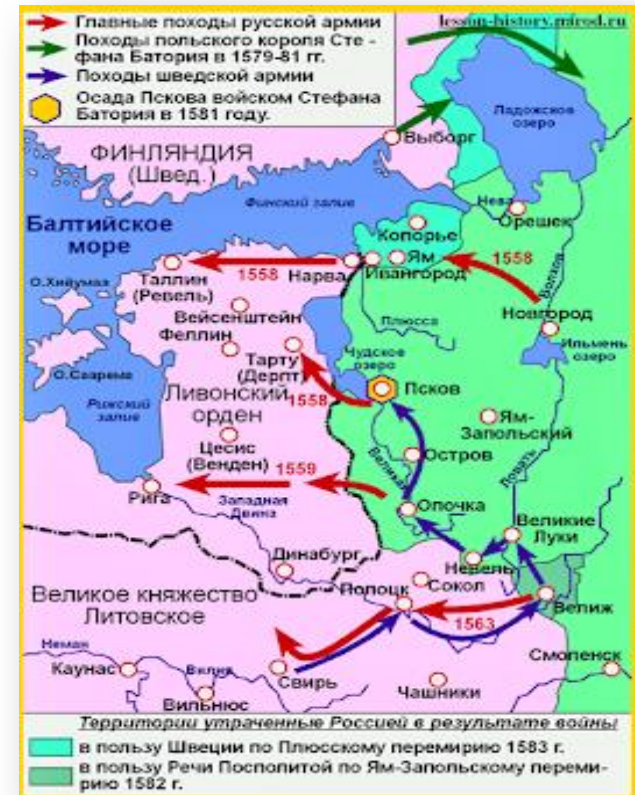 lesson-history.narod.ru
Главные походы русской армии
Походы польского короля Сте -
фана Батория в 1579-81 гг.
Походы шведской армии
Осада Пскова войском Стефана
Батория в 1581 году.
Ладожское
озеро
Выборг
ФИНЛЯНДИЯ
(Швед.)
Финский залив
Нева
Орешек
Балтийское
море
Копорье
Ям
1558
1558
Нарва
Ивангород
Таллин
(Ревель)
Волхов
О.Хийумаа
Новгород
Вейсенштейн
Плюсса
Ильмень
озеро
Феллин
Тарту
(Дерпт)
Чудское
озеро
О.Саарема
1558
Псков
Ливонский
орден
Рижский
залив
Ям-
Запольский
Цесис
(Венден)
Остров
Великая
Ловать
1559
Рига
Западная
Двина
Опочка
Великие
Луки
Динабург
Невель
Сокол
Полоцк
Велиж
Великое княжество
Литовское
1563
Неман
Смоленск
Каунас
Вилия
Свирь
Чашники
Вильнюс
Территории утраченные Россией в результате войны
в пользу Швеции по Плюсскому перемирию 1583 г.
в пользу Речи Посполитой по Ям-Запольскому переми-
рию 1582 г.